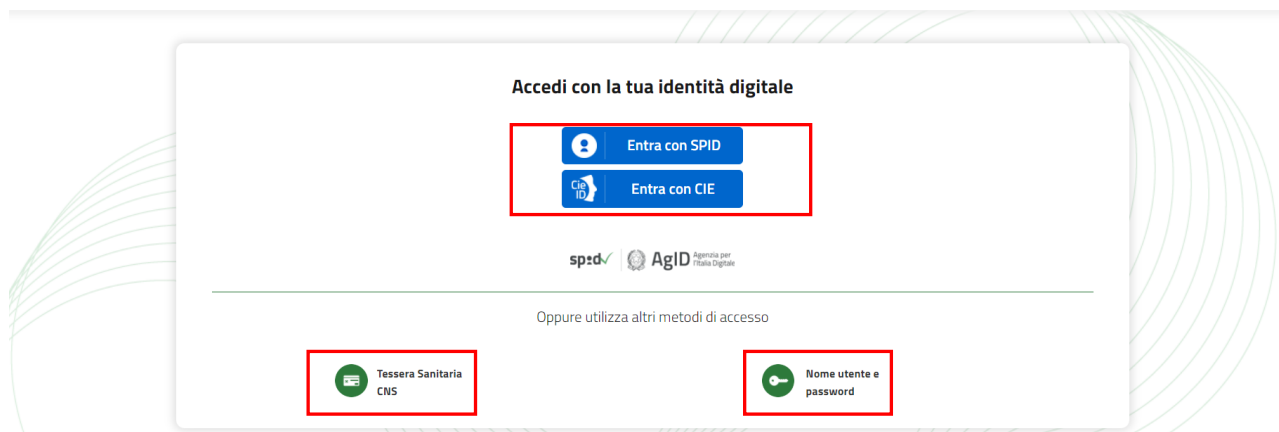 Accedi con la tua identità digitale
Entra con SPID
Cie
ID
Entra con CIE
sp:d
AgID
Agenzia per
l'Italia Digitale
Oppure utilizza altri metodi di accesso
Tessera Sanitaria
CNS
Nome utente e
password